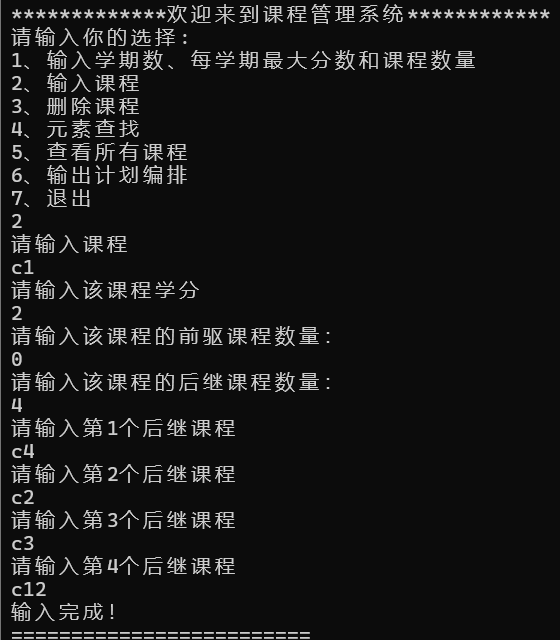 *************欢迎来到课程管理系统************
请输入你的选择:
1、输入学期数、每学期最大分数和课程数量
2、输入课程
3、删除课程
4、元素查找
5、查看所有课程
6、输出计划编排
7、退出
2
请输入课程
c1
请输入该课程学分
2
请输入该课程的前驱课程数量:
0
请输入该课程的后继课程数量:
4
请输入第1个后继课程
c4
请输入第2个后继课程
c2
请输入第3个后继课程
c3
请输入第4个后继课程
c12
输入完成!
=========================